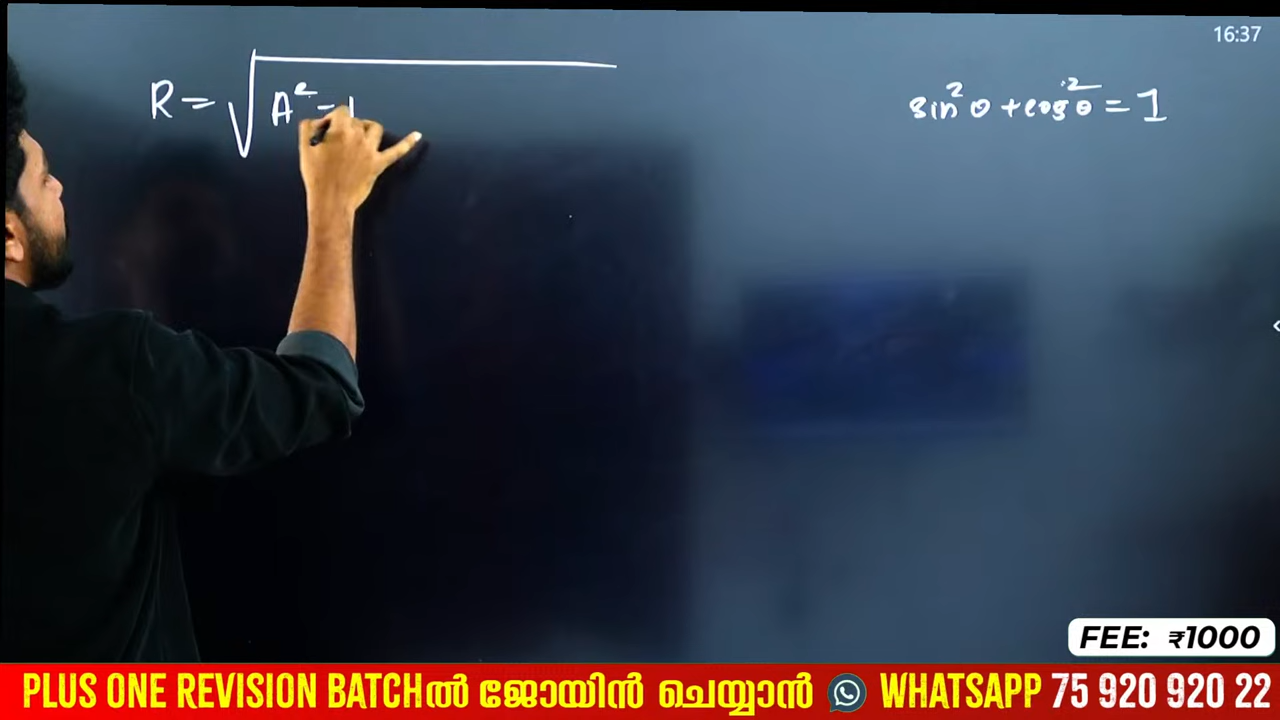 16:37
R = √A² -
sin²θ + cos²θ = 1
FEE: ₹1000
PLUS ONE REVISION BATCHൽ ജോയിൻ ചെയ്യാൻ WHATSAPP 75 920 920 22